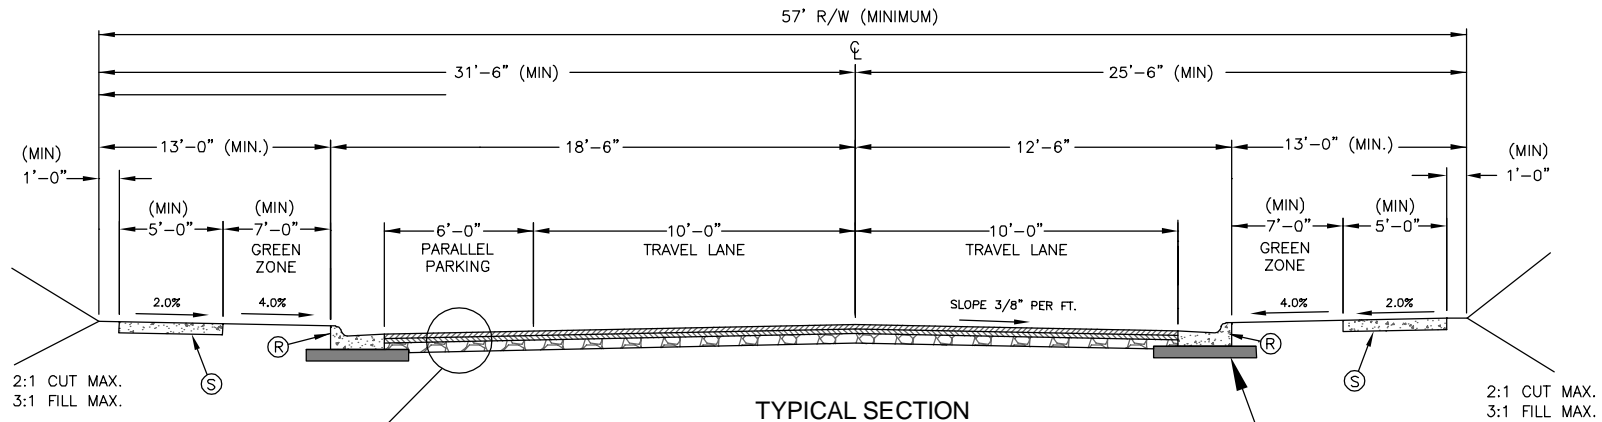 57' R/W (MINIMUM)
℄
31'-6" (MIN)
25'-6" (MIN)
(MIN)
1'-0"
13'-0" (MIN.)
18'-6"
12'-6"
13'-0" (MIN.)
(MIN)
1'-0"
(MIN)
5'-0"
(MIN)
7'-0"
GREEN
ZONE
6'-0"
PARALLEL
PARKING
10'-0"
TRAVEL LANE
10'-0"
TRAVEL LANE
(MIN)
7'-0"
GREEN
ZONE
(MIN)
5'-0"
2.0%
4.0%
SLOPE 3/8" PER FT.
4.0%
2.0%
R
R
S
S
2:1 CUT MAX.
3:1 FILL MAX.
TYPICAL SECTION
2:1 CUT MAX.
3:1 FILL MAX.